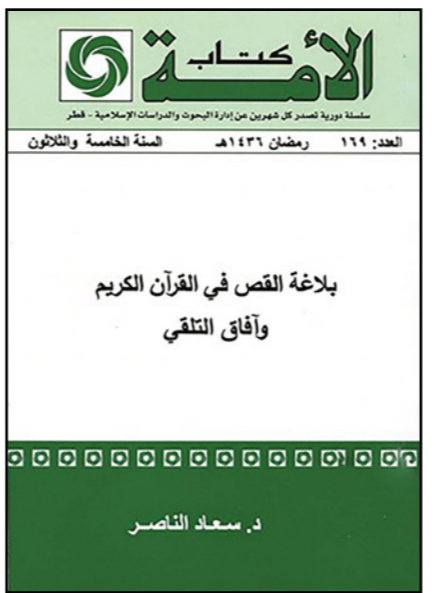 كتاب
الأمة
سلسلة دورية تصدر كل شهرين عن إدارة البحوث والدراسات الإسلامية - قطر
العدد: ١٦٩ رمضان ١٤٣٦هـ السنة الخامسة والثلاثون
بلاغة القص في القرآن الكريم
وآفاق التلقي
د. سعاد الناصر